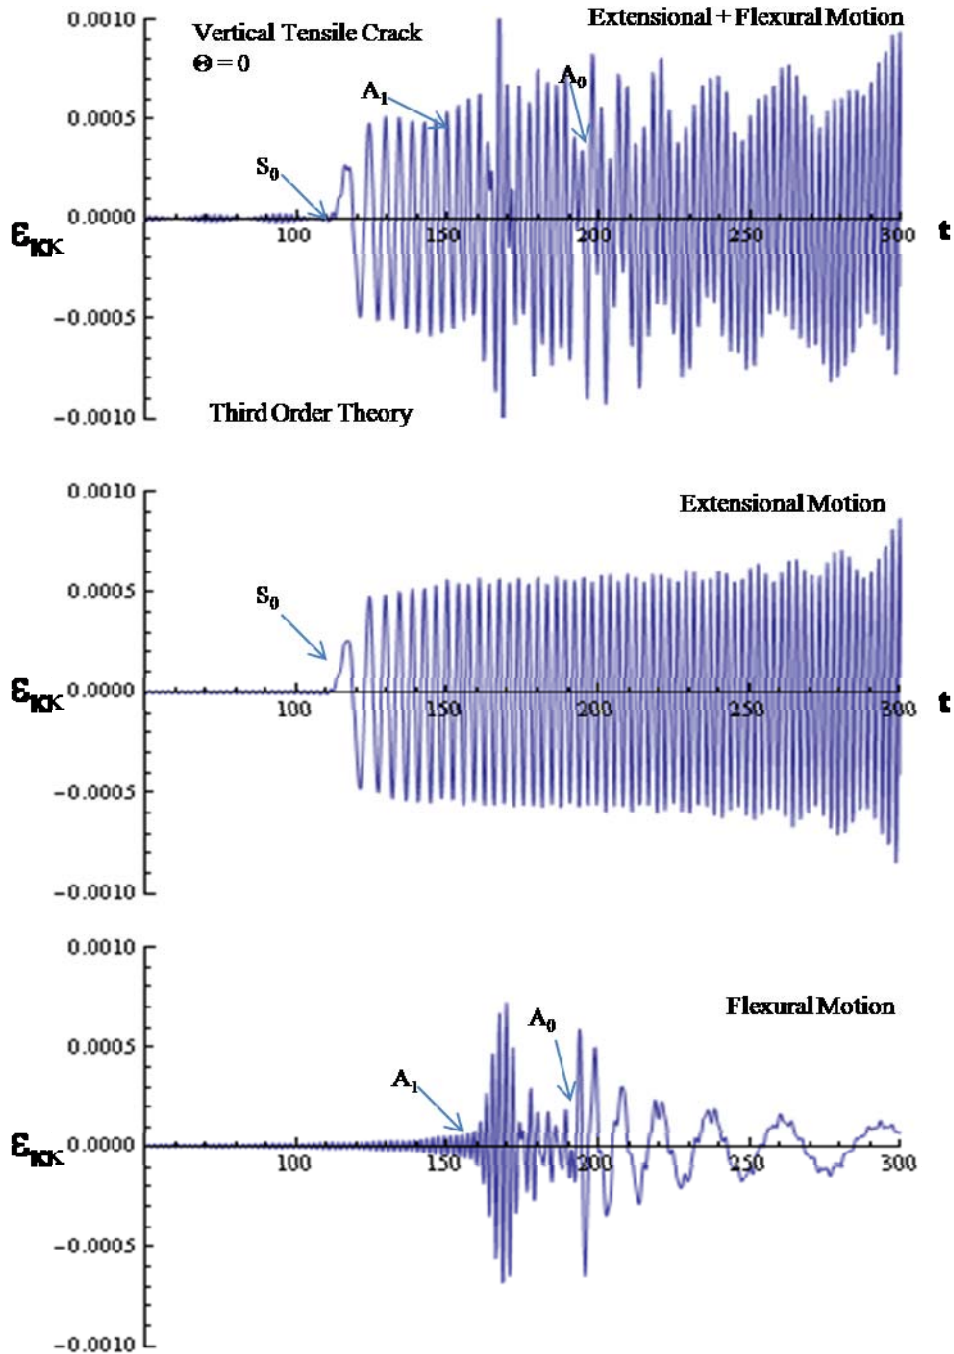 0.0010
Vertical Tensile Crack
Θ = 0
Extensional + Flexural Motion
A1
A0
0.0005
S0
0.0000
εKK
100
150
200
250
300
t
-0.0005
-0.0010
Third Order Theory
0.0010
Extensional Motion
0.0005
S0
0.0000
εKK
100
150
200
250
300
t
-0.0005
-0.0010
0.0010
Flexural Motion
A0
0.0005
A1
0.0000
εKK
100
150
200
250
300
-0.0005
-0.0010